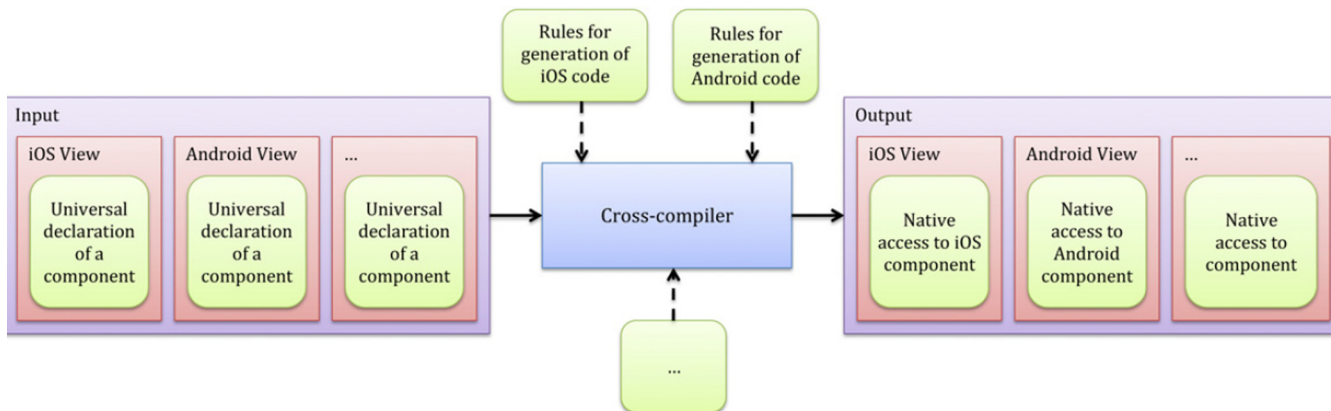 Rules for
generation of
iOS code
Rules for
generation of
Android code
Input
iOS View
Universal
declaration
of a
component
Android View
Universal
declaration
of a
component
...
Universal
declaration
of a
component
Cross-compiler
...
Output
iOS View
Native
access to iOS
component
Android View
Native
access to
Android
component
...
Native
access to
component